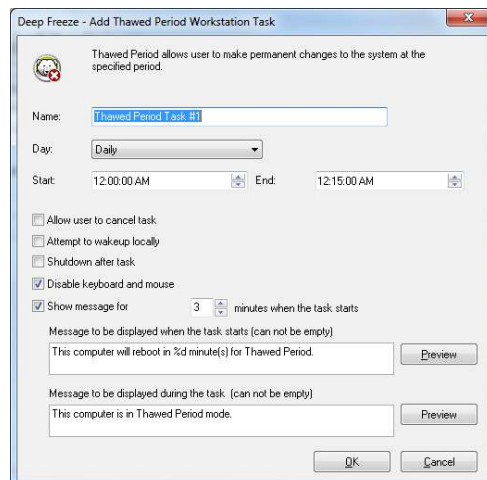 Deep Freeze - Add Thawed Period Workstation Task
Thawed Period allows user to make permanent changes to the system at the
specified period.
Name: Thawed Period Task #1
Day: Daily
Start: 12:00:00 AM End: 12:15:00 AM
Allow user to cancel task
Attempt to wakeup locally
Shutdown after task
Disable keyboard and mouse
Show message for 3 minutes when the task starts
Message to be displayed when the task starts (can not be empty)
This computer will reboot in %d minute(s) for Thawed Period. Preview
Message to be displayed during the task (can not be empty)
This computer is in Thawed Period mode. Preview
OK Cancel